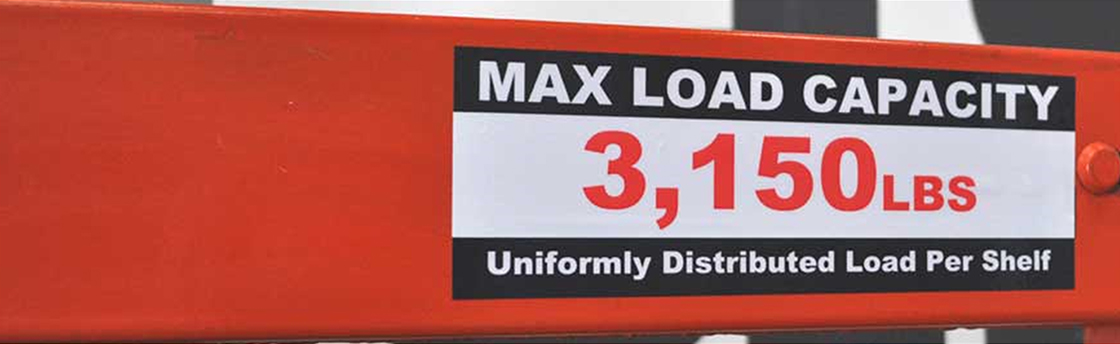 MAX LOAD CAPACITY
3,150LBS
Uniformly Distributed Load Per Shelf